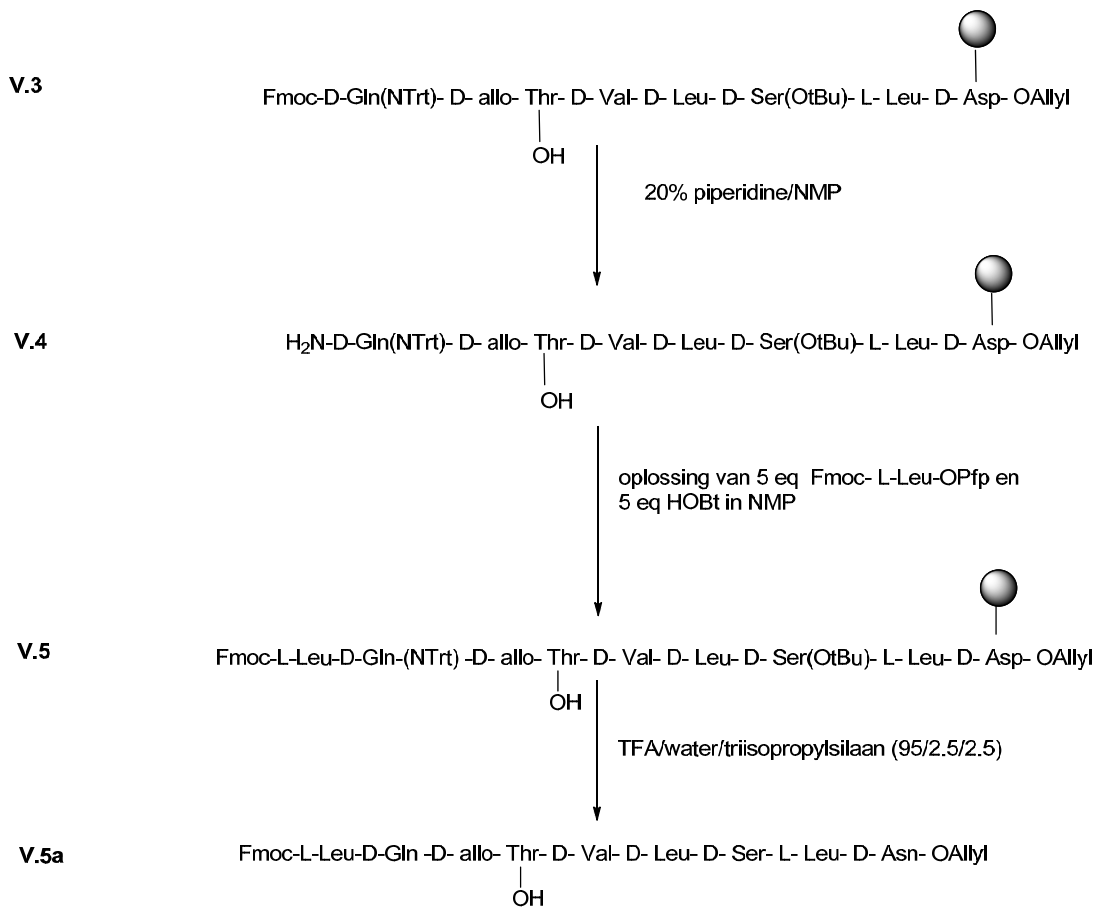 V.3
Fmoc-D-Gln(NTrt)- D- allo- Thr- D- Val- D- Leu- D- Ser(OtBu)- L- Leu- D- Asp- OAllyl
OH
20% piperidine/NMP
V.4
H₂N-D-Gln(NTrt)- D- allo- Thr- D- Val- D- Leu- D- Ser(OtBu)- L- Leu- D- Asp- OAllyl
OH
oplossing van 5 eq Fmoc- L-Leu-OPfp en
5 eq HOBt in NMP
V.5
Fmoc-L-Leu-D-Gln-(NTrt) -D- allo- Thr- D- Val- D- Leu- D- Ser(OtBu)- L- Leu- D- Asp- OAllyl
OH
TFA/water/triisopropylsilaan (95/2.5/2.5)
V.5a
Fmoc-L-Leu-D-Gln -D- allo- Thr- D- Val- D- Leu- D- Ser- L- Leu- D- Asn- OAllyl
OH